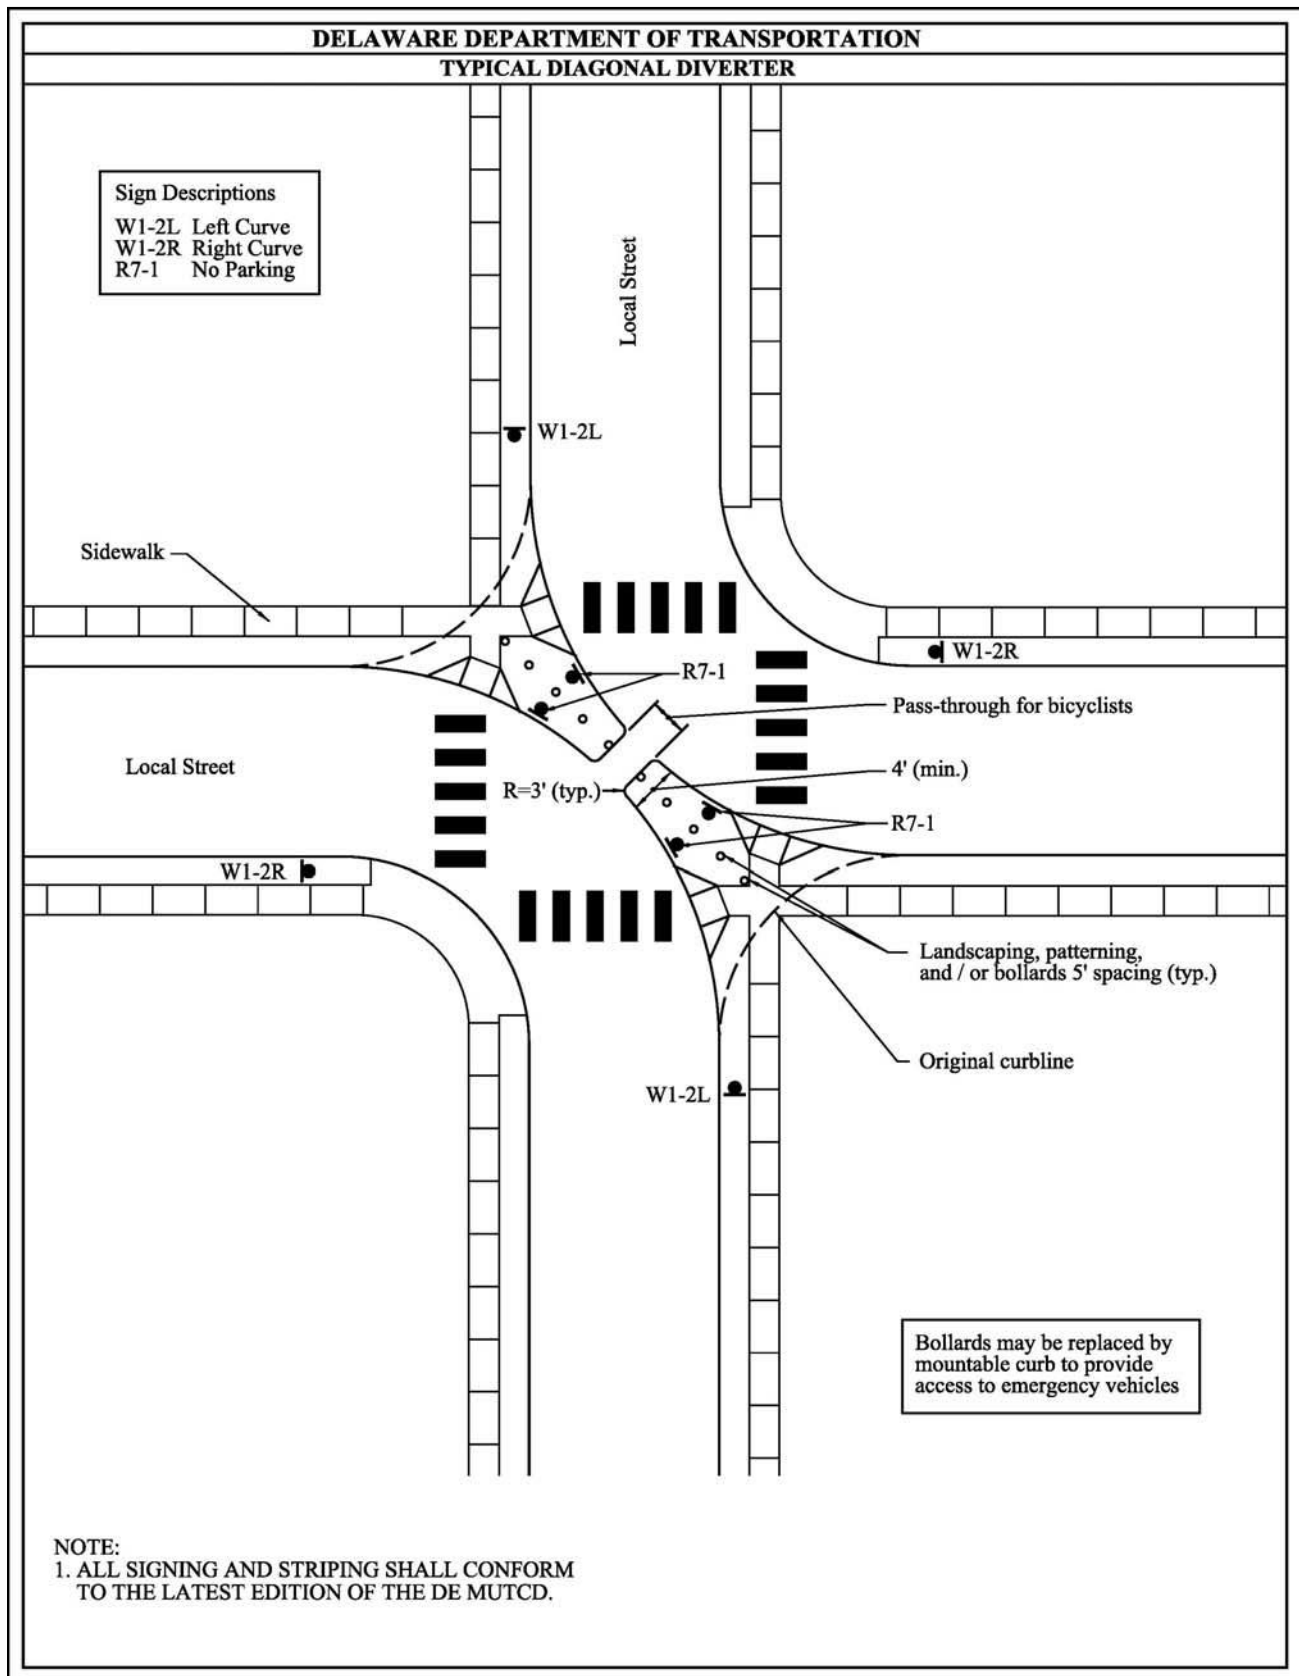 DELAWARE DEPARTMENT OF TRANSPORTATION
TYPICAL DIAGONAL DIVERTER
Sign Descriptions
W1-2L Left Curve
W1-2R Right Curve
R7-1 No Parking
Local Street
W1-2L
Sidewalk
W1-2R
R7-1
Pass-through for bicyclists
Local Street
4' (min.)
R=3' (typ.)
R7-1
W1-2R
Landscaping, patterning,
and / or bollards 5' spacing (typ.)
Original curbline
W1-2L
Bollards may be replaced by
mountable curb to provide
access to emergency vehicles
NOTE:
1. ALL SIGNING AND STRIPING SHALL CONFORM
TO THE LATEST EDITION OF THE DE MUTCD.